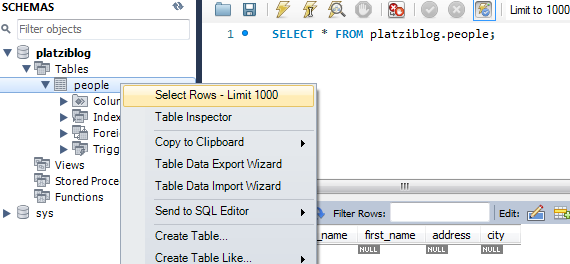 SCHEMAS
Filter objects
platziblog
Tables
people
Colu
Index
Forei
Trigg
Views
Stored Proce
Functions
sys
Limit to 1000
1 SELECT * FROM platziblog.people;
Select Rows - Limit 1000
Table Inspector
Copy to Clipboard
Table Data Export Wizard
Table Data Import Wizard
Send to SQL Editor
Create Table...
Create Table Like...
Filter Rows: Edit:
_name first_name address city
NULL NULL NULL NULL